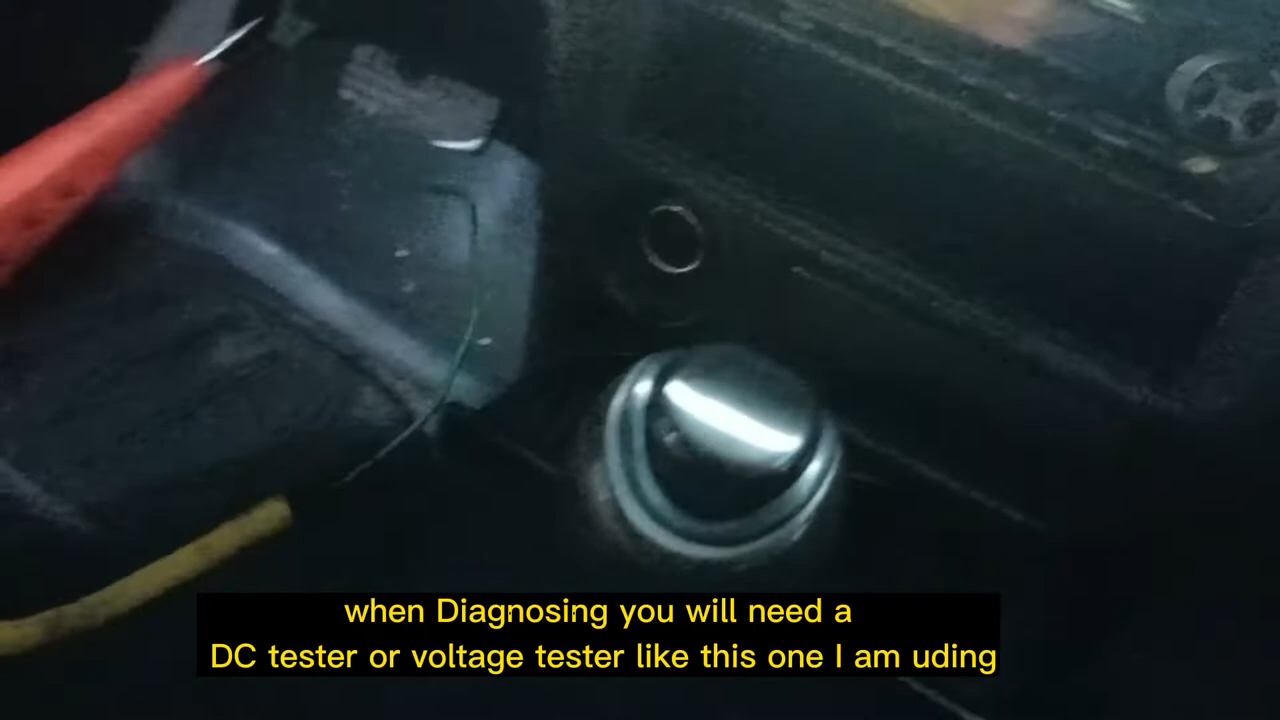 when Diagnosing you will need a
DC tester or voltage tester like this one I am uding